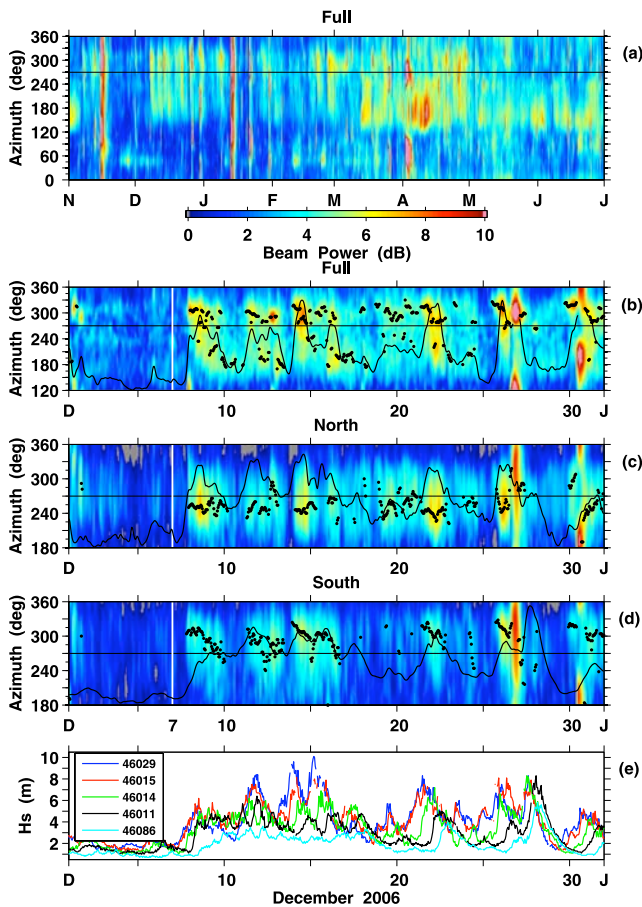 Full
(a)
Azimuth (deg)
360
300
240
180
120
60
0
N D J F M A M J J
0 2 4 6 8 10
Beam Power (dB)
Full
(b)
Azimuth (deg)
360
300
240
180
120
D 10 20 30 J
North
(c)
Azimuth (deg)
360
300
240
180
D 7 10 20 30 J
South
(d)
Azimuth (deg)
360
300
240
180
D 7 10 20 30 J
(e)
Hs (m)
10
8
6
4
2
46029
46015
46014
46011
46086
D 10 20 30 J
December 2006